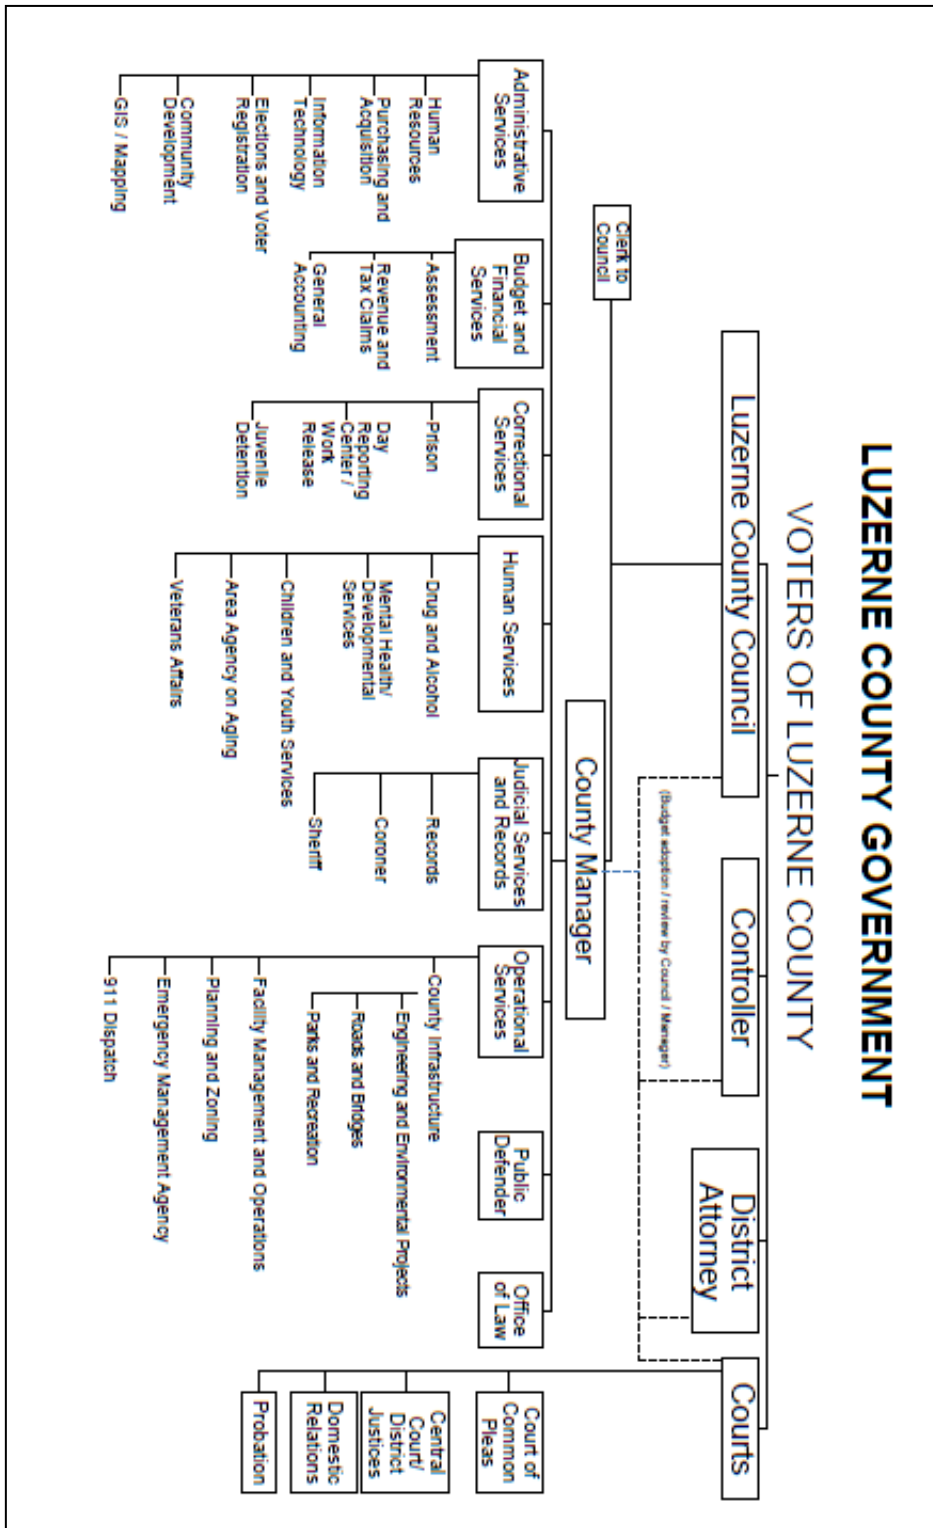 LUZERNE COUNTY GOVERNMENT
VOTERS OF LUZERNE COUNTY
Luzerne County Council
Controller
District
Attorney
Courts
(Budget adoption / review by Council / Manager)
Clerk to
Council
County Manager
Administrative
Services
Human
Resources
Purchasing and
Acquisition
Information
Technology
Elections and Voter
Registration
Community
Development
GIS / Mapping
Budget and
Financial
Services
Assessment
Revenue and
Tax Claims
General
Accounting
Correctional
Services
Prison
Day
Reporting
Center /
Work
Release
Juvenile
Detention
Human Services
Drug and Alcohol
Mental Health/
Developmental
Services
Children and Youth Services
Area Agency on Aging
Veterans Affairs
Judicial Services
and Records
Records
Coroner
Sheriff
Operational
Services
County Infrastructure
Engineering and Environmental Projects
Roads and Bridges
Parks and Recreation
Facility Management and Operations
Planning and Zoning
Emergency Management Agency
911 Dispatch
Public
Defender
Office
of Law
Court of
Common
Pleas
Central
Court/
District
Justices
Domestic
Relations
Probation